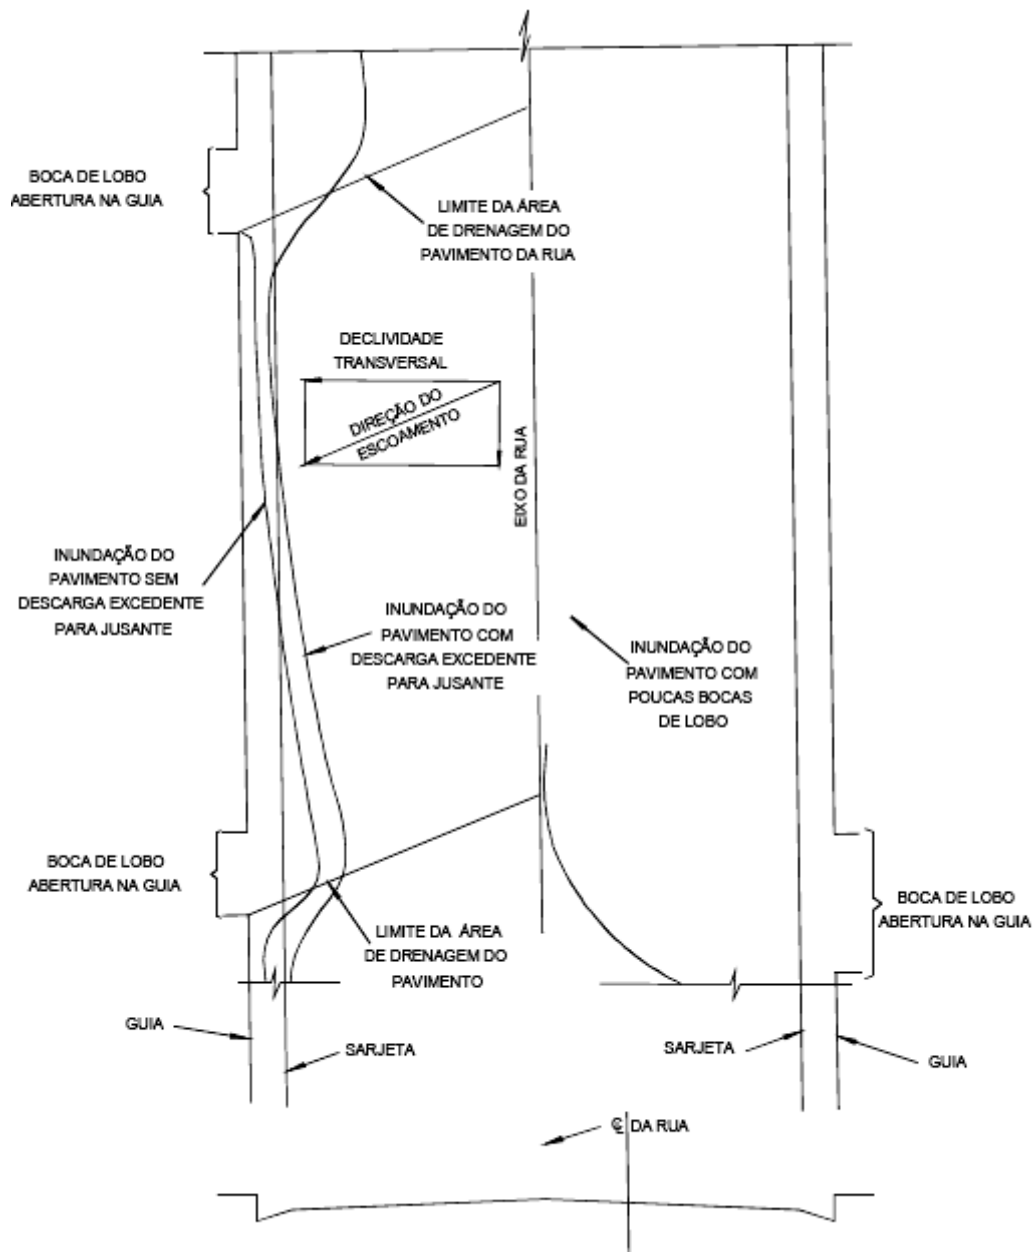 BOCA DE LOBO
ABERTURA NA GUIA
LIMITE DA ÁREA
DE DRENAGEM DO
PAVIMENTO DA RUA
DECLIVIDADE
TRANSVERSAL
DIREÇÃO DO
ESCOAMENTO
EIXO DA RUA
INUNDAÇÃO DO
PAVIMENTO SEM
DESCARGA EXCEDENTE
PARA JUSANTE
INUNDAÇÃO DO
PAVIMENTO COM
DESCARGA EXCEDENTE
PARA JUSANTE
INUNDAÇÃO DO
PAVIMENTO COM
POUCAS BOCAS
DE LOBO
BOCA DE LOBO
ABERTURA NA GUIA
BOCA DE LOBO
ABERTURA NA GUIA
LIMITE DA ÁREA
DE DRENAGEM DO
PAVIMENTO
GUIA
SARJETA
SARJETA
GUIA
℄ DA RUA